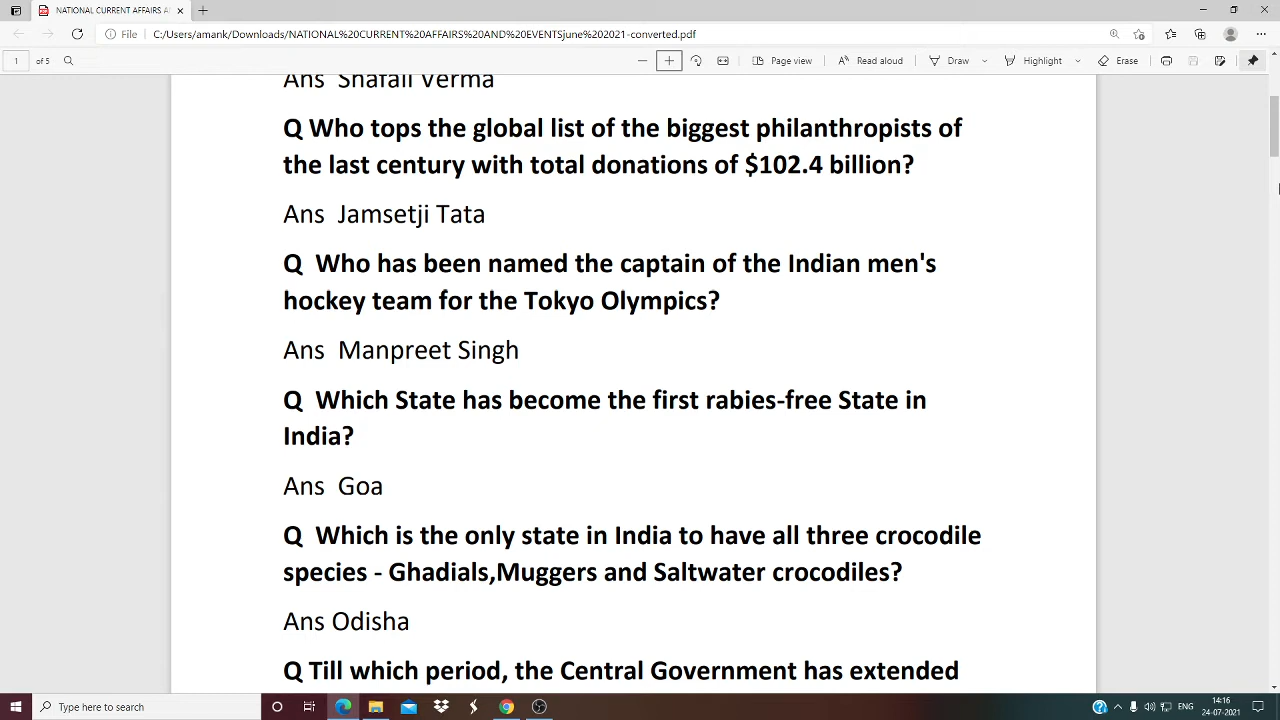 NATIONAL CURRENT AFFAIRS A
File
C:/Users/amank/Downloads/NATIONAL%20CURRENT%20AFFAIRS%20AND%20EVENTSjune%202021-converted.pdf
1 of 5
Page view
Read aloud
Draw
Highlight
Erase
Ans Shafali Verma
Q Who tops the global list of the biggest philanthropists of
the last century with total donations of $102.4 billion?
Ans Jamsetji Tata
Q Who has been named the captain of the Indian men's
hockey team for the Tokyo Olympics?
Ans Manpreet Singh
Q Which State has become the first rabies-free State in
India?
Ans Goa
Q Which is the only state in India to have all three crocodile
species - Ghadials,Muggers and Saltwater crocodiles?
Ans Odisha
Q Till which period, the Central Government has extended
Type here to search
ENG
14:16
24-07-2021